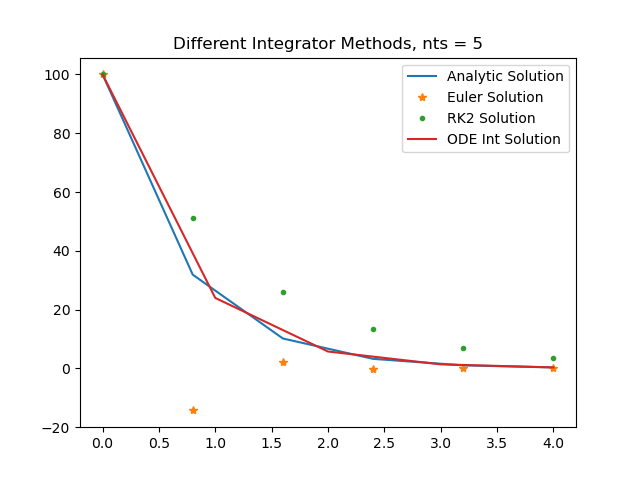 Different Integrator Methods, nts = 5
100
80
60
40
20
0
−20
0.0 0.5 1.0 1.5 2.0 2.5 3.0 3.5 4.0
Analytic Solution
Euler Solution
RK2 Solution
ODE Int Solution